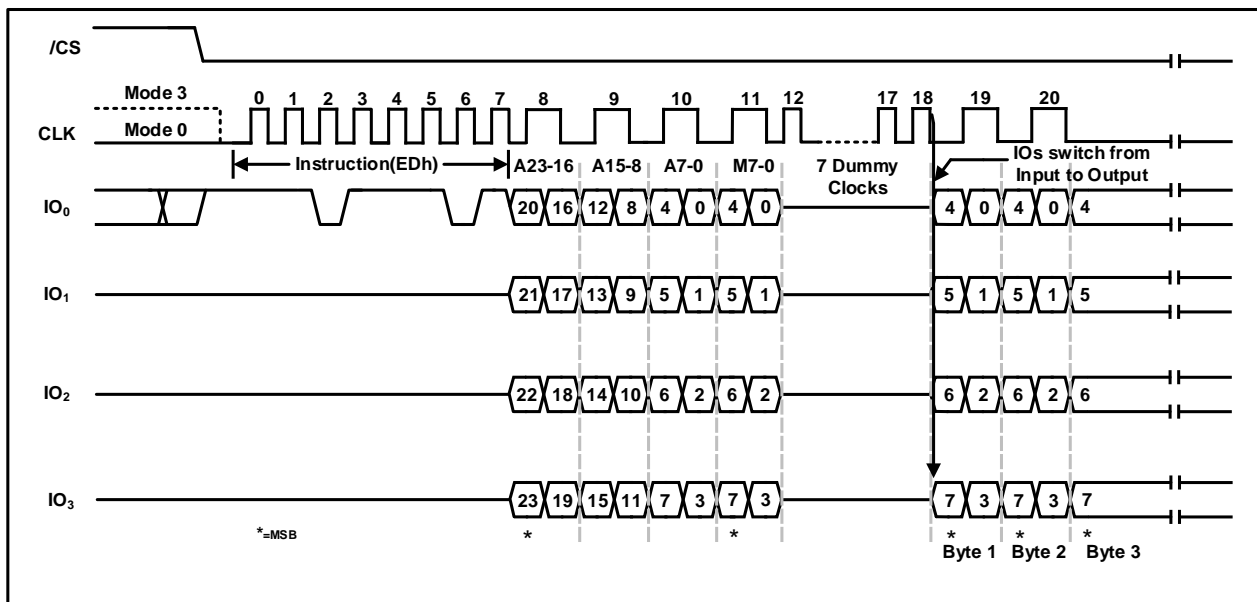 /CS
Mode 3
0 1 2 3 4 5 6 7 8 9 10 11 12 17 18 19 20
CLK
Mode 0
Instruction(EDh) A23-16 A15-8 A7-0 M7-0 7 Dummy Clocks IOs switch from Input to Output
IO0 20 16 12 8 4 0 4 0 4 0 4 0 4
IO1 21 17 13 9 5 1 5 1 5 1 5 1 5
IO2 22 18 14 10 6 2 6 2 6 2 6 2 6
IO3 23 19 15 11 7 3 7 3 7 3 7 3 7
*=MSB * * * * *
Byte 1 Byte 2 Byte 3